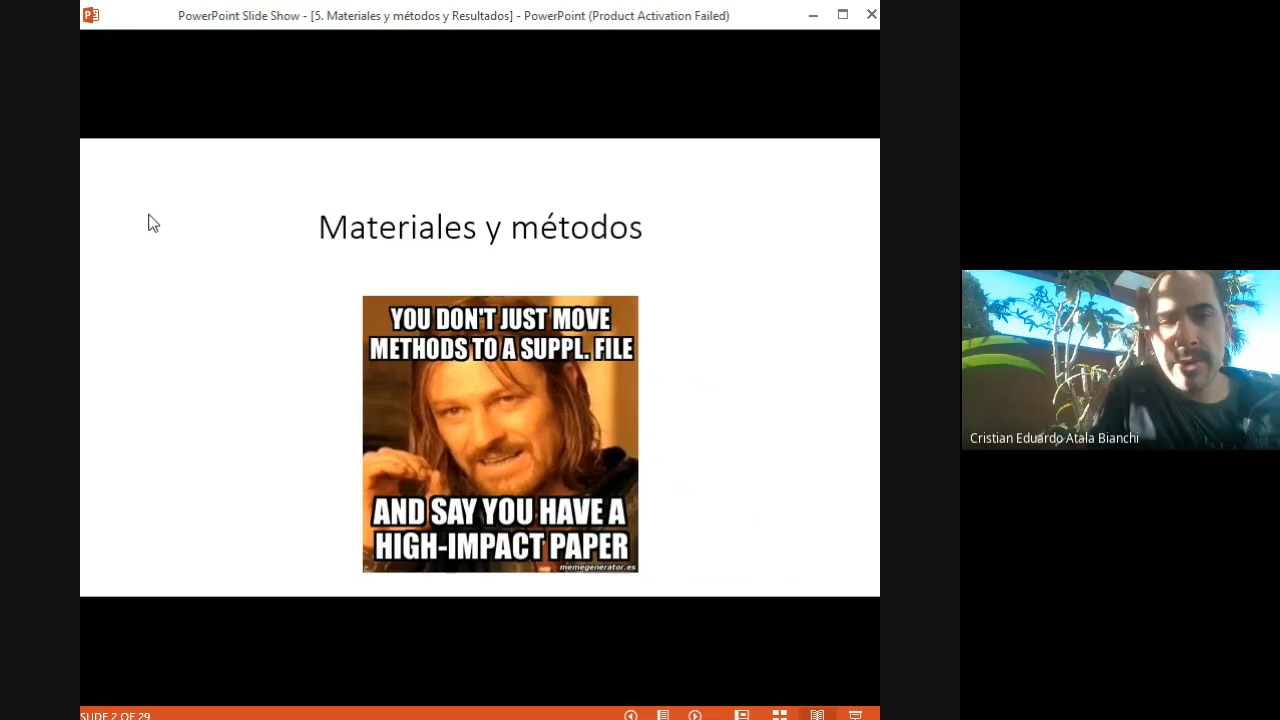 PowerPoint Slide Show - [5. Materiales y métodos y Resultados] - PowerPoint (Product Activation Failed)
Materiales y métodos
YOU DON'T JUST MOVE
METHODS TO A SUPPL. FILE
AND SAY YOU HAVE A
HIGH-IMPACT PAPER
memegenerator.es
Cristian Eduardo Atala Bianchi
SLIDE 2 OF 29